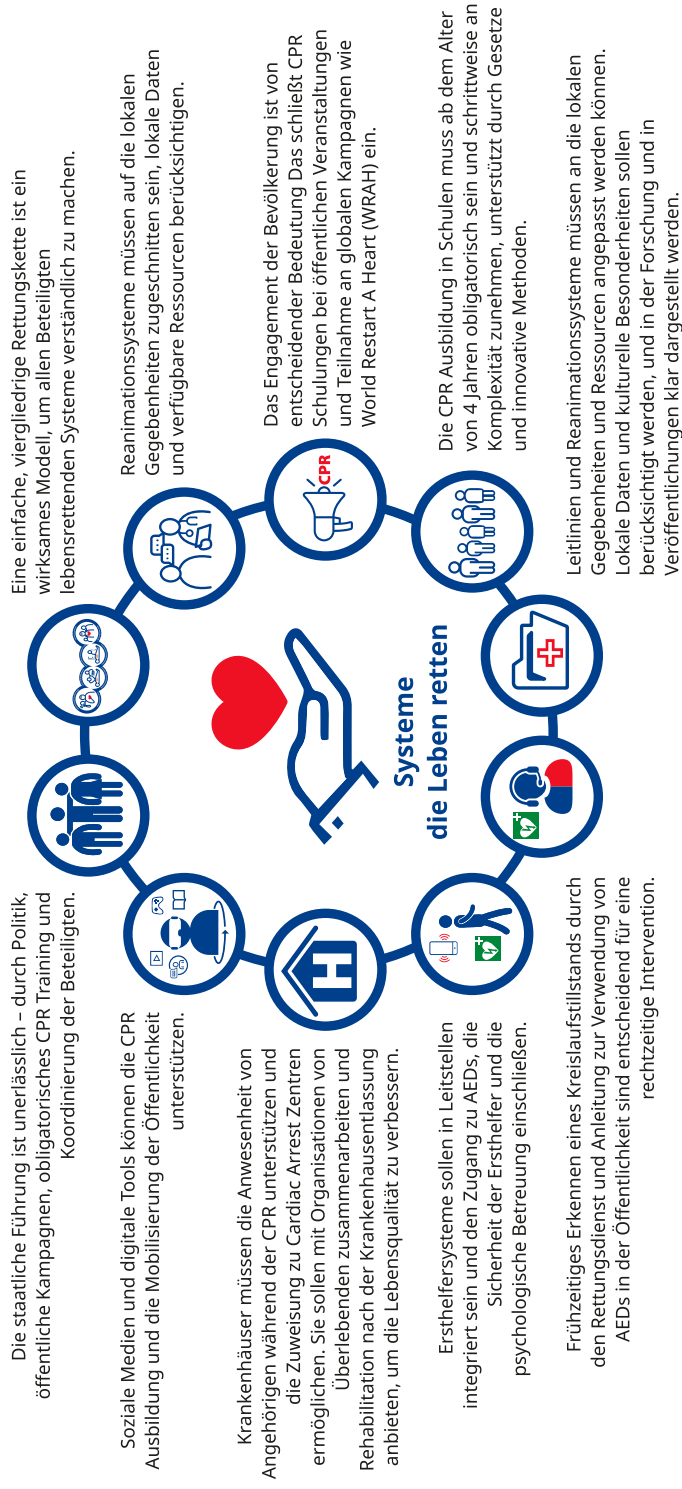 Die staatliche Führung ist unerlässlich – durch Politik,
öffentliche Kampagnen, obligatorisches CPR Training und
Koordinierung der Beteiligten.
Soziale Medien und digitale Tools können die CPR
Ausbildung und die Mobilisierung der Öffentlichkeit
unterstützen.
Krankenhäuser müssen die Anwesenheit von
Angehörigen während der CPR unterstützen und
die Zuweisung zu Cardiac Arrest Zentren
ermöglichen. Sie sollen mit Organisationen von
Überlebenden zusammenarbeiten und
Rehabilitation nach der Krankenhausentlassung
anbieten, um die Lebensqualität zu verbessern.
Ersthelfersysteme sollen in Leitstellen
integriert sein und den Zugang zu AEDs, die
Sicherheit der Ersthelfer und die
psychologische Betreuung einschließen.
Frühzeitiges Erkennen eines Kreislaufstillstands durch
den Rettungsdienst und Anleitung zur Verwendung von
AEDs in der Öffentlichkeit sind entscheidend für eine
rechtzeitige Intervention.
H
Systeme
die Leben retten
CPR
Eine einfache, viergliedrige Rettungskette ist ein
wirksames Modell, um allen Beteiligten
lebensrettenden Systeme verständlich zu machen.
Reanimationssysteme müssen auf die lokalen
Gegebenheiten zugeschnitten sein, lokale Daten
und verfügbare Ressourcen berücksichtigen.
Das Engagement der Bevölkerung ist von
entscheidender Bedeutung Das schließt CPR
Schulungen bei öffentlichen Veranstaltungen
und Teilnahme an globalen Kampagnen wie
World Restart A Heart (WRAH) ein.
Die CPR Ausbildung in Schulen muss ab dem Alter
von 4 Jahren obligatorisch sein und schrittweise an
Komplexität zunehmen, unterstützt durch Gesetze
und innovative Methoden.
Leitlinien und Reanimationssysteme müssen an die lokalen
Gegebenheiten und Ressourcen angepasst werden können.
Lokale Daten und kulturelle Besonderheiten sollen
berücksichtigt werden, und in der Forschung und in
Veröffentlichungen klar dargestellt werden.